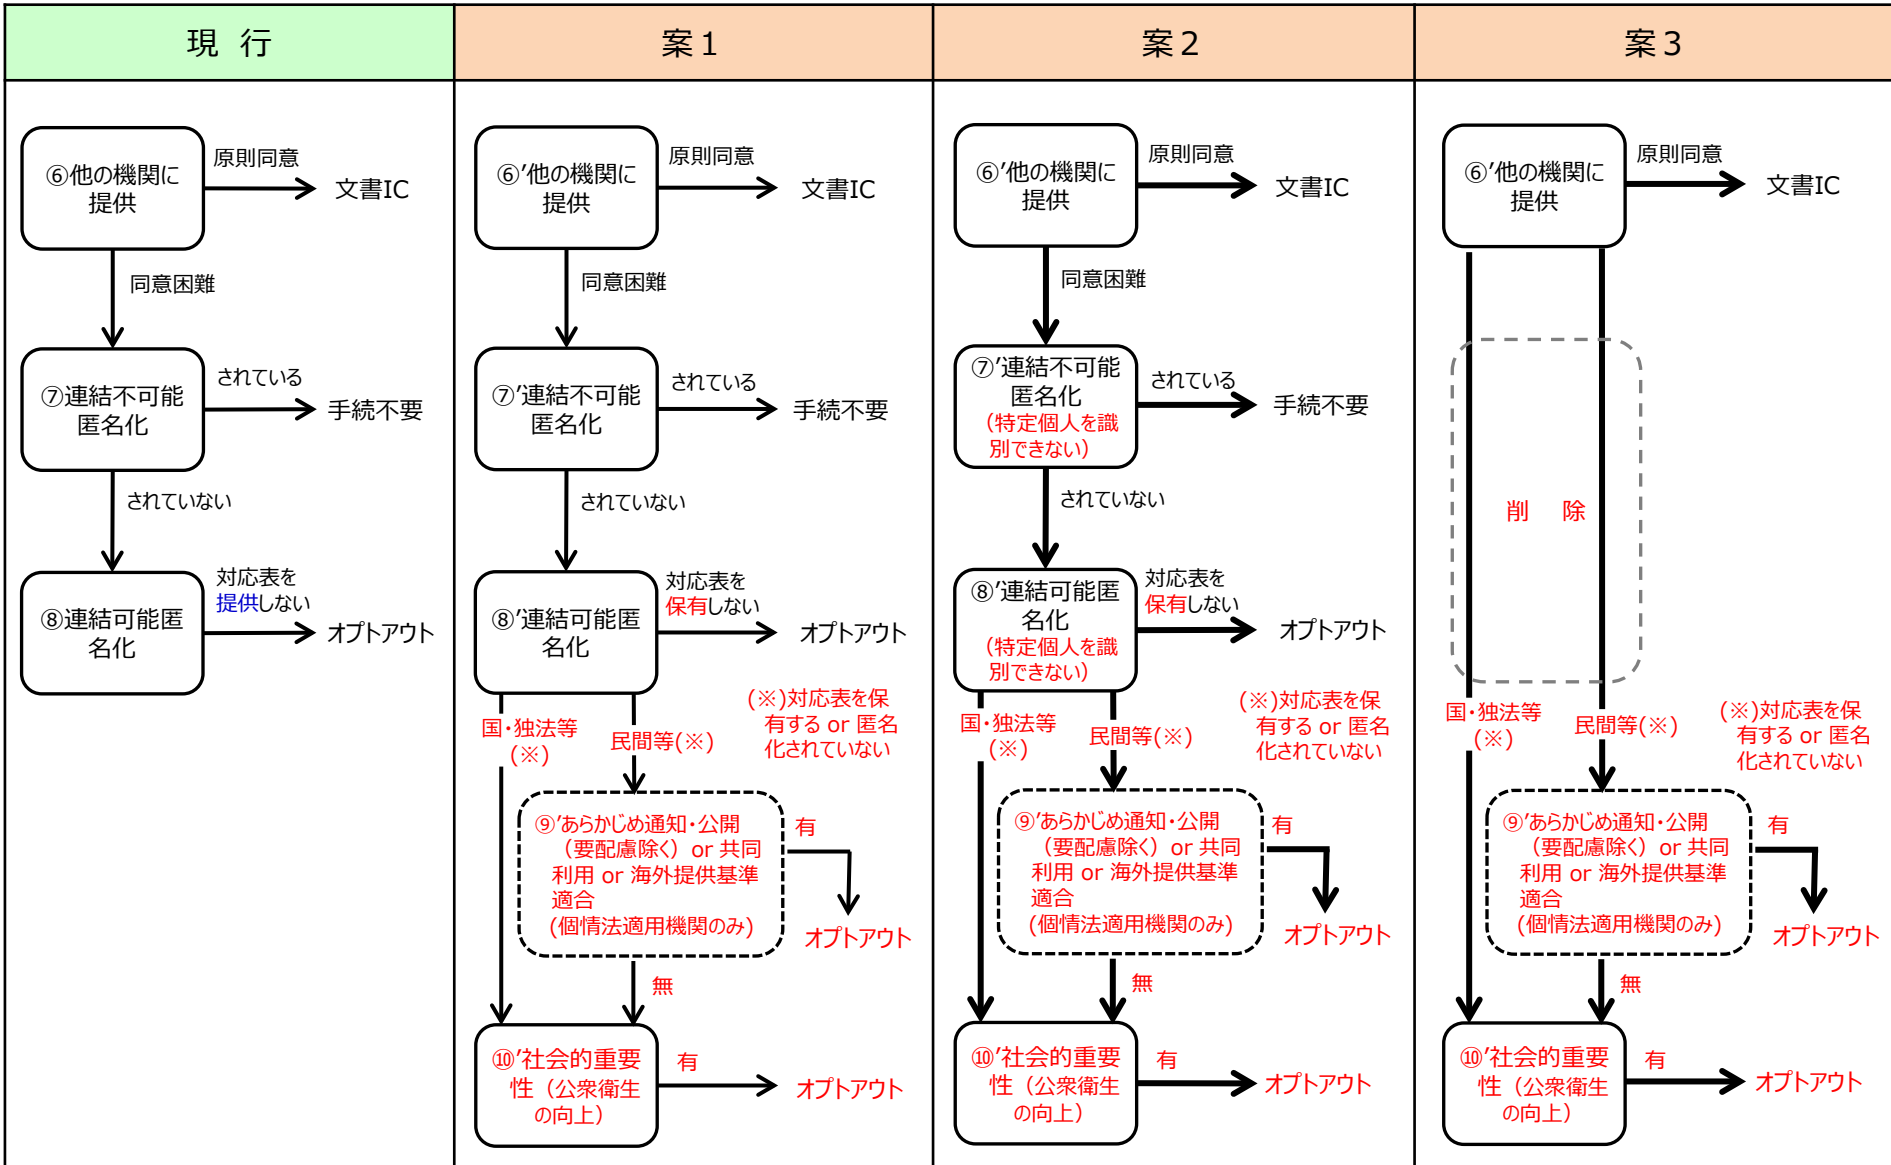 現 行
案１
案２
案３
⑥他の機関に
提供
原則同意
文書IC
同意困難
⑦連結不可能
匿名化
されている
手続不要
されていない
⑧連結可能匿
名化
対応表を
提供しない
オプトアウト
⑥’他の機関に
提供
原則同意
文書IC
同意困難
⑦’連結不可能
匿名化
されている
手続不要
されていない
⑧’連結可能匿
名化
対応表を
保有しない
オプトアウト
国・独法等
(※)
民間等(※)
(※)対応表を保
有する or 匿名
化されていない
⑨’あらかじめ通知・公開
（要配慮除く）or 共同
利用 or 海外提供基準
適合
(個情法適用機関のみ)
有
オプトアウト
無
⑩’社会的重要
性（公衆衛生
の向上）
有
オプトアウト
⑥’他の機関に
提供
原則同意
文書IC
同意困難
⑦’連結不可能
匿名化
（特定個人を識
別できない）
されている
手続不要
されていない
⑧’連結可能匿
名化
（特定個人を識
別できない）
対応表を
保有しない
オプトアウト
国・独法等
(※)
民間等(※)
(※)対応表を保
有する or 匿名
化されていない
⑨’あらかじめ通知・公開
（要配慮除く）or 共同
利用 or 海外提供基準
適合
(個情法適用機関のみ)
有
オプトアウト
無
⑩’社会的重要
性（公衆衛生
の向上）
有
オプトアウト
⑥’他の機関に
提供
原則同意
文書IC
削 除
国・独法等
(※)
民間等(※)
(※)対応表を保
有する or 匿名
化されていない
⑨’あらかじめ通知・公開
（要配慮除く）or 共同
利用 or 海外提供基準
適合
(個情法適用機関のみ)
有
オプトアウト
無
⑩’社会的重要
性（公衆衛生
の向上）
有
オプトアウト